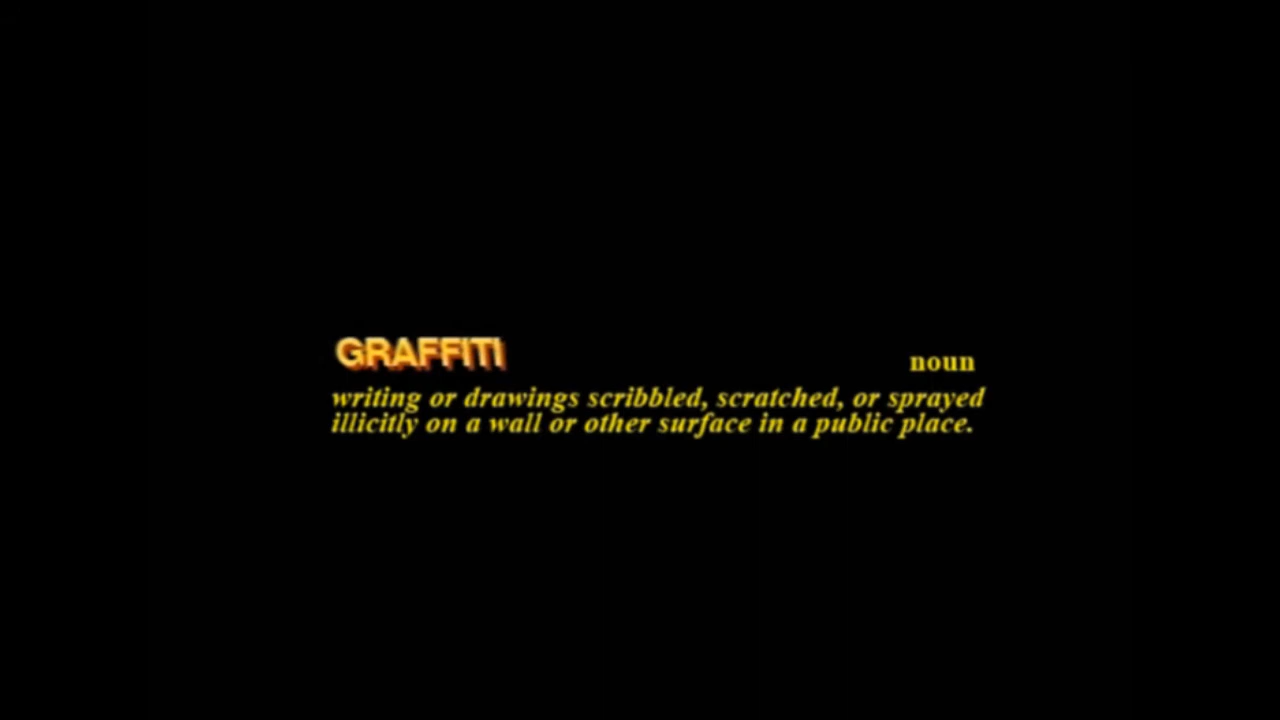 GRAFFITI noun
writing or drawings scribbled, scratched, or sprayed
illicitly on a wall or other surface in a public place.